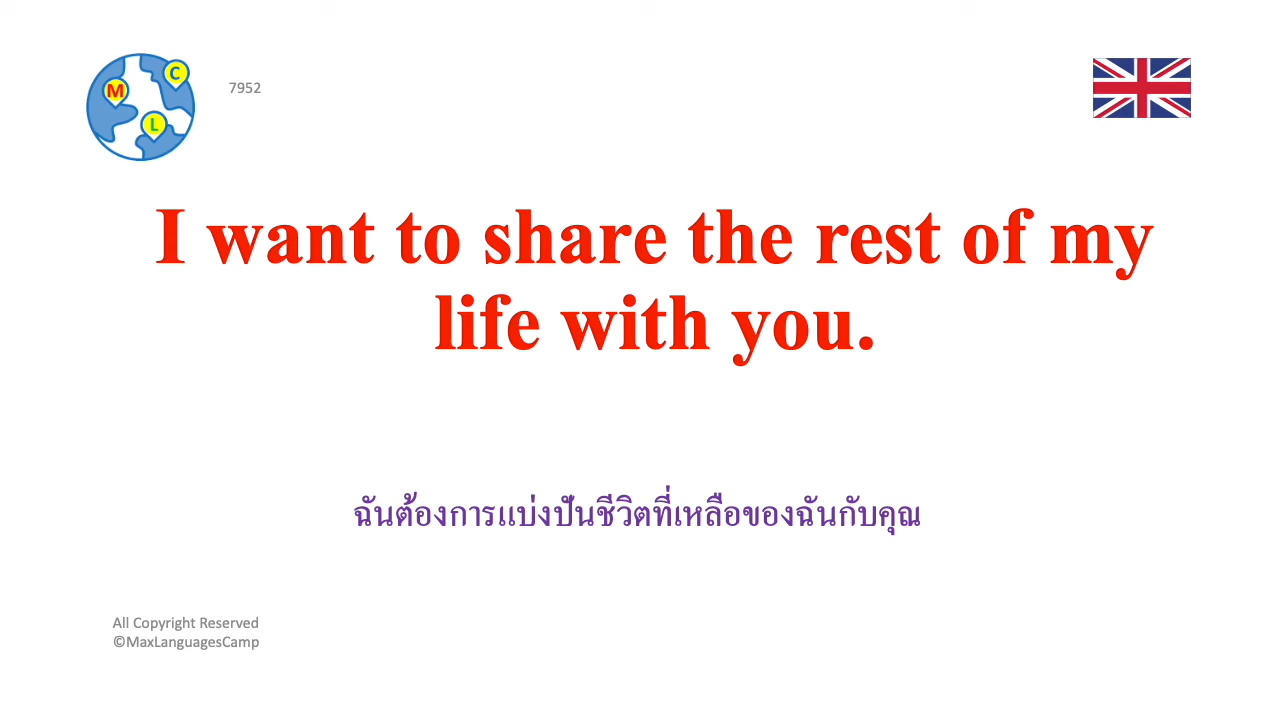 M
C
L
7952
I want to share the rest of my
life with you.
ฉันต้องการแบ่งปันชีวิตที่เหลือของฉันกับคุณ
All Copyright Reserved
©MaxLanguagesCamp